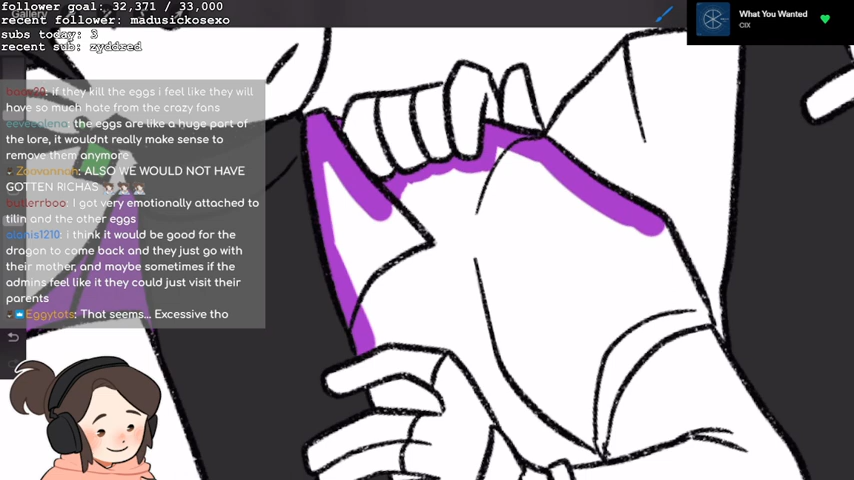 follower goal: 32,371 / 33,000
recent follower: madusickosexo
subs today: 3
recent sub: zyddred
What You Wanted
CIX
if they kill the eggs i feel like they will
have so much hate from the crazy fans
the eggs are like a huge part of
the lore, it wouldnt really make sense to
remove them anymore
Zoovannah: ALSO WE WOULD NOT HAVE
GOTTEN RICHAS
butlerrboo: I got very emotionally attached to
tilin and the other eggs
alanis1210: i think it would be good for the
dragon to come back and they just go with
their mother, and maybe sometimes if the
admins feel like it they could just visit their
parents
Eggytots: That seems... Excessive tho